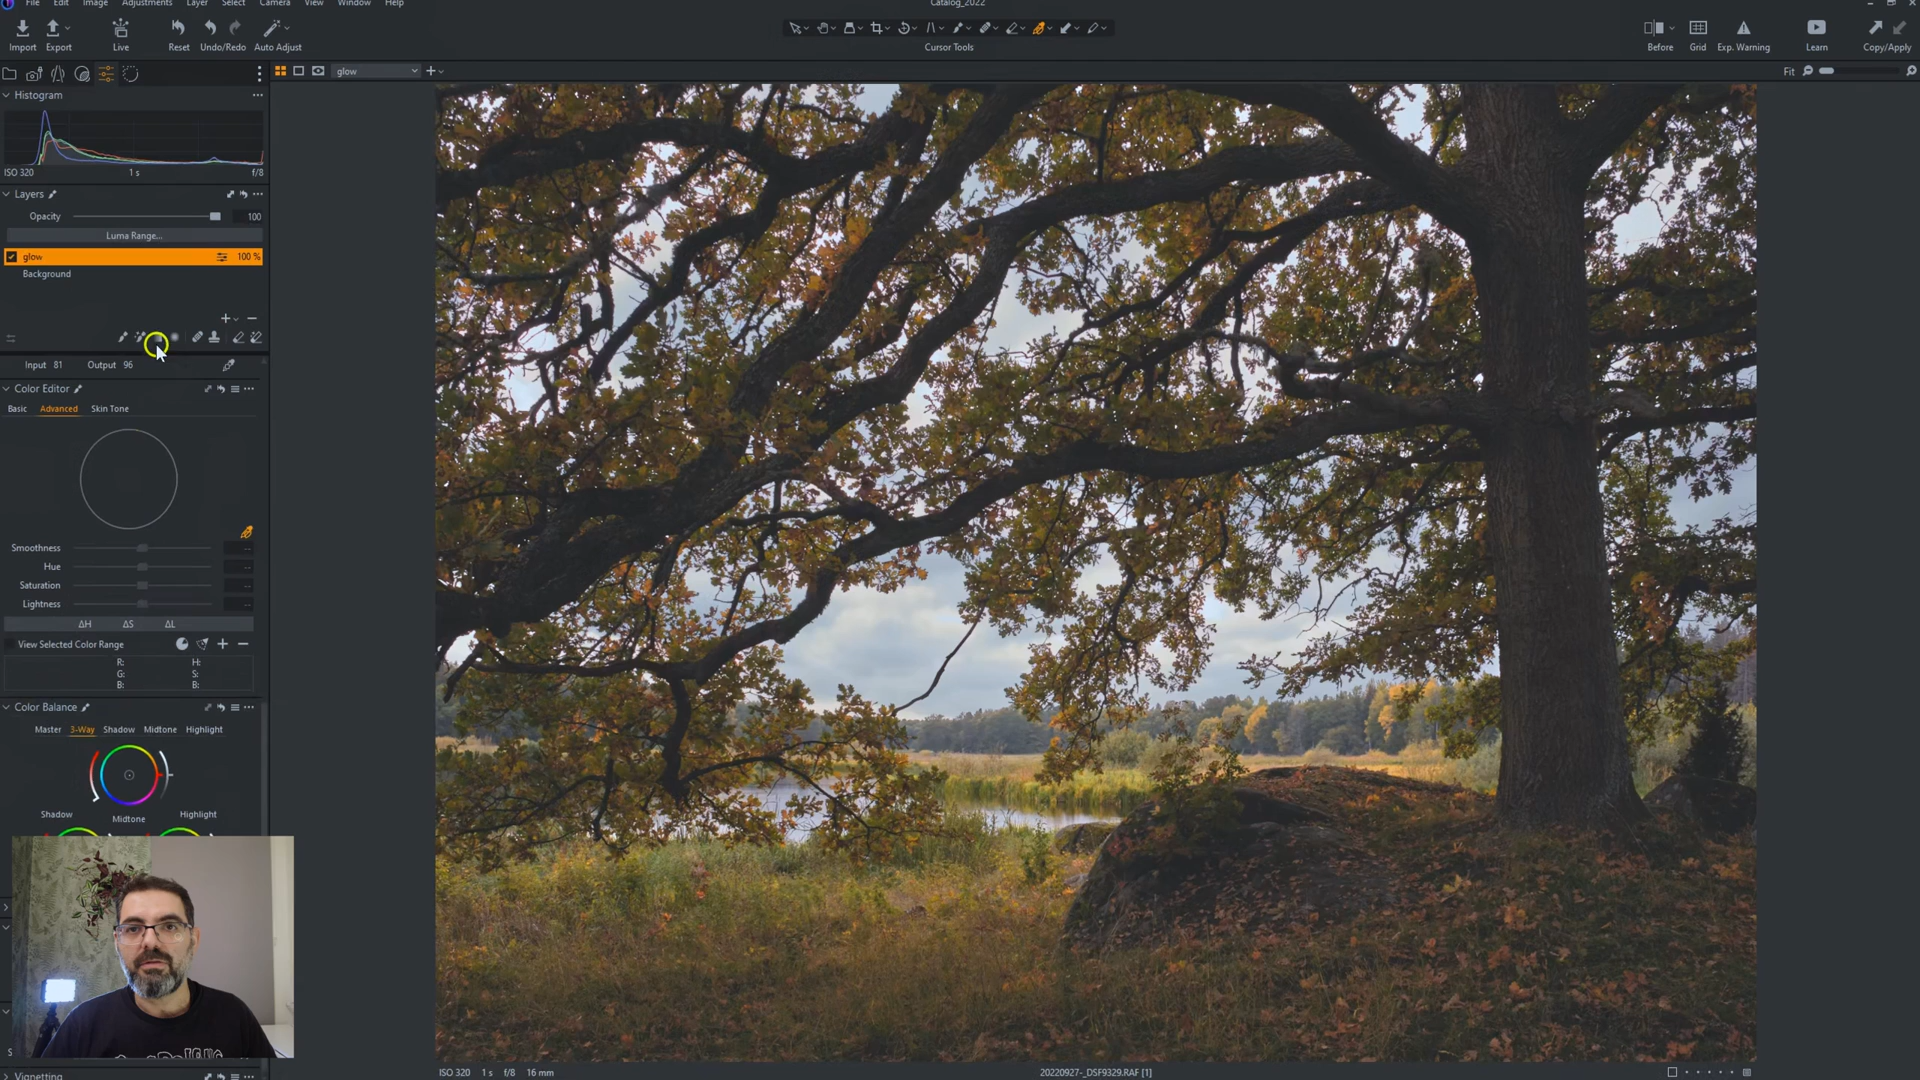 File Edit Image Adjustments Layer Select Camera View Window Help
Catalog_2022
Import Export Live Reset Undo/Redo Auto Adjust
Cursor Tools
Before Grid Exp. Warning Learn Copy/Apply
glow
Fit
Histogram
ISO 320 1 s f/8
Layers
Opacity 100
Luma Range...
glow 100 %
Background
Input 81 Output 96
Color Editor
Basic Advanced Skin Tone
Smoothness --
Hue --
Saturation --
Lightness --
ΔH ΔS ΔL
View Selected Color Range
R: H:
G: S:
B: B:
Color Balance
Master 3-Way Shadow Midtone Highlight
Shadow Midtone Highlight
Vignetting
ISO 320 1 s f/8 16 mm
20220927-_DSF9329.RAF [1]